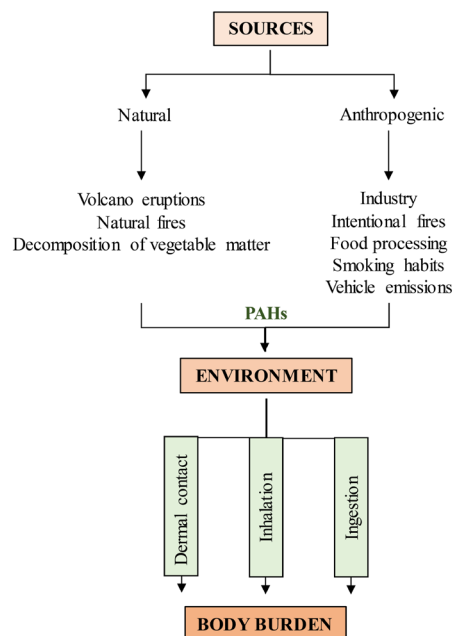 SOURCES
Natural
Anthropogenic
Volcano eruptions
Natural fires
Decomposition of vegetable matter
Industry
Intentional fires
Food processing
Smoking habits
Vehicle emissions
PAHs
ENVIRONMENT
Dermal contact
Inhalation
Ingestion
BODY BURDEN